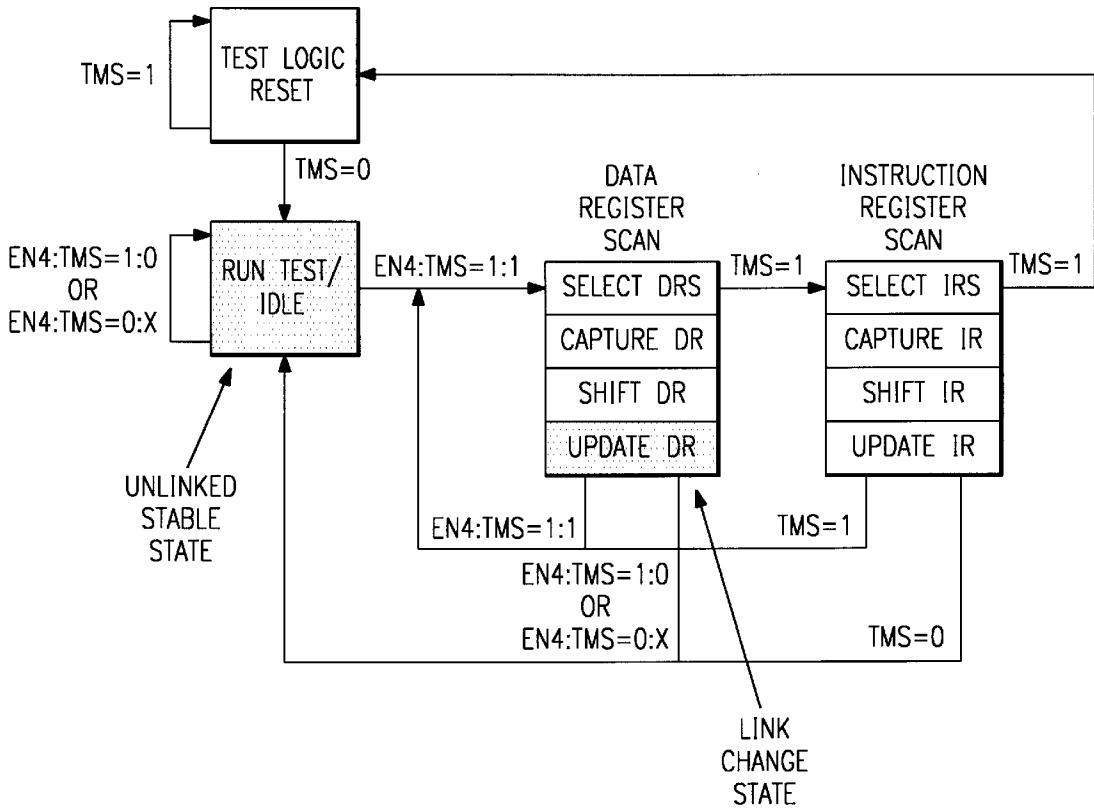 TEST LOGIC
RESET
TMS=1
TMS=0
DATA
REGISTER
SCAN
INSTRUCTION
REGISTER
SCAN
EN4:TMS=1:0
OR
EN4:TMS=0:X
RUN TEST/
IDLE
EN4:TMS=1:1
SELECT DRS
CAPTURE DR
SHIFT DR
UPDATE DR
TMS=1
SELECT IRS
CAPTURE IR
SHIFT IR
UPDATE IR
TMS=1
UNLINKED
STABLE
STATE
EN4:TMS=1:1
TMS=1
EN4:TMS=1:0
OR
EN4:TMS=0:X
TMS=0
LINK
CHANGE
STATE